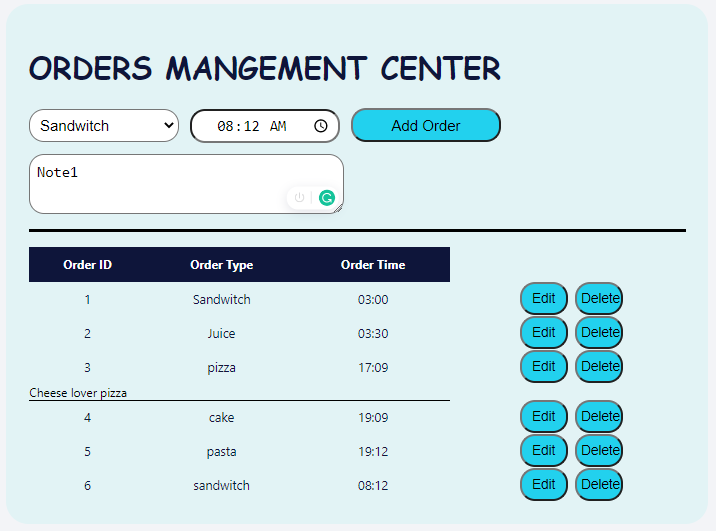 ORDERS MANGEMENT CENTER
Sandwitch 08:12 AM Add Order
Note1
Order ID Order Type Order Time
1 Sandwitch 03:00 Edit Delete
2 Juice 03:30 Edit Delete
3 pizza 17:09 Edit Delete
Cheese lover pizza
4 cake 19:09 Edit Delete
5 pasta 19:12 Edit Delete
6 sandwitch 08:12 Edit Delete